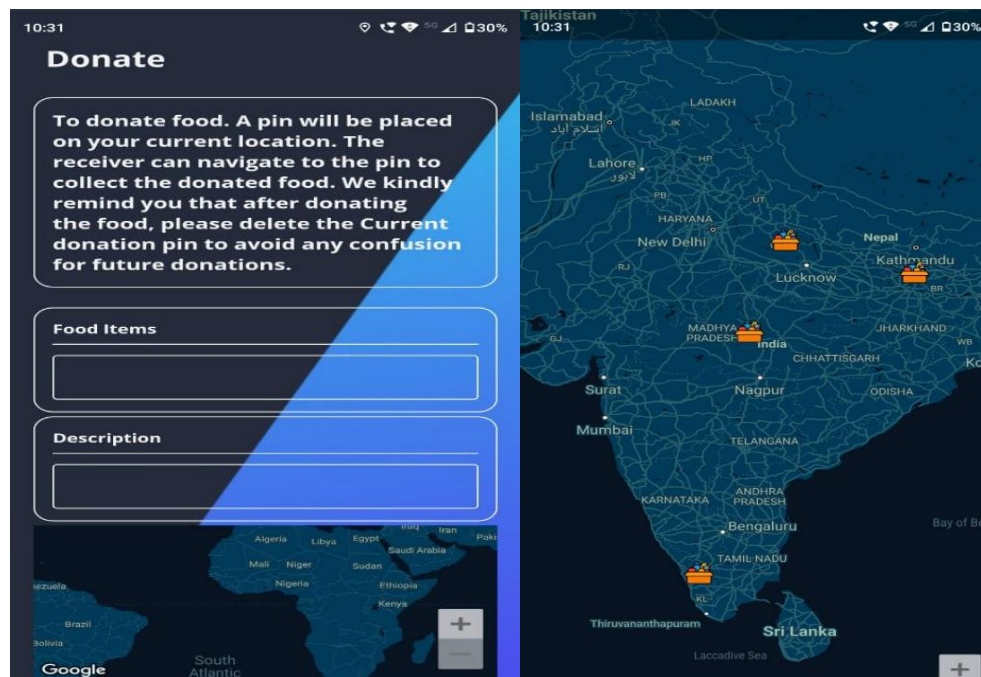 10:31
5G
30%
Donate
To donate food. A pin will be placed
on your current location. The
receiver can navigate to the pin to
collect the donated food. We kindly
remind you that after donating
the food, please delete the Current
donation pin to avoid any confusion
for future donations.
Food Items
Description
Iraq
Iran
Algeria
Libya
Egypt
Paki
Saudi Arabia
Mali
Niger
Sudan
Nigeria
Ethiopia
ezuela
Kenya
Brazil
Bolivia
South
Atlantic
Google
+
−
Tajikistan
10:31
5G
30%
LADAKH
Islamabad
اسلام آباد
JK
Lahore
لاہور
HP
PB
UT
HARYANA
New Delhi
Nepal
Kathmandu
RJ
Lucknow
BR
MADHYA
PRADESH
India
JHARKHAND
GJ
WB
CHHATTISGARH
Ko
Surat
Nagpur
ODISHA
Mumbai
TELANGANA
KARNATAKA
ANDHRA
PRADESH
Bengaluru
Bay of Be
TAMIL NADU
KL
Thiruvananthapuram
Sri Lanka
Laccadive Sea
+